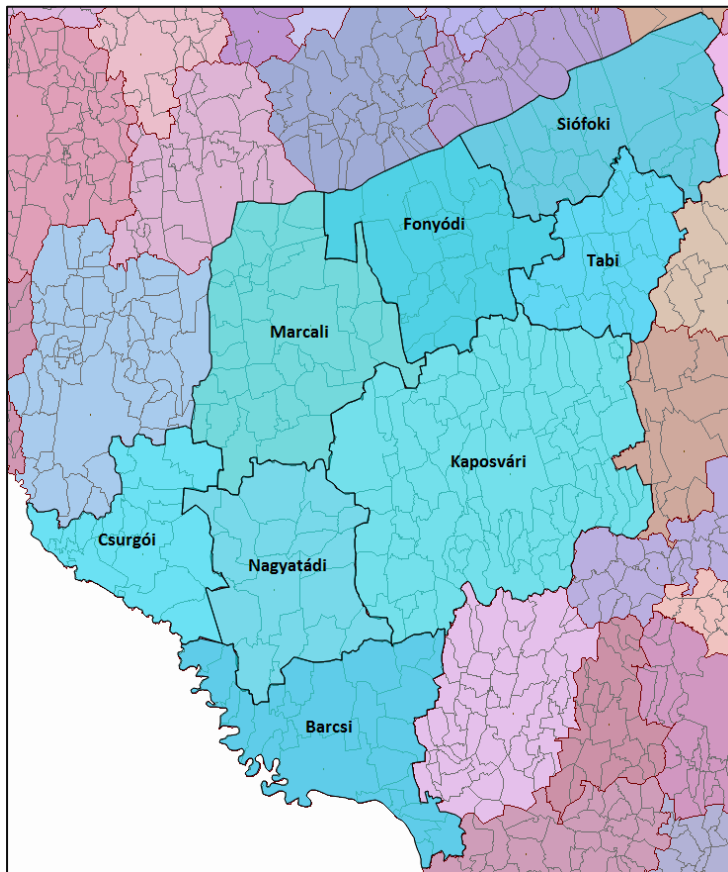 Siófoki
Fonyódi
Tabi
Marcali
Kaposvári
Csurgói
Nagyatádi
Barcsi